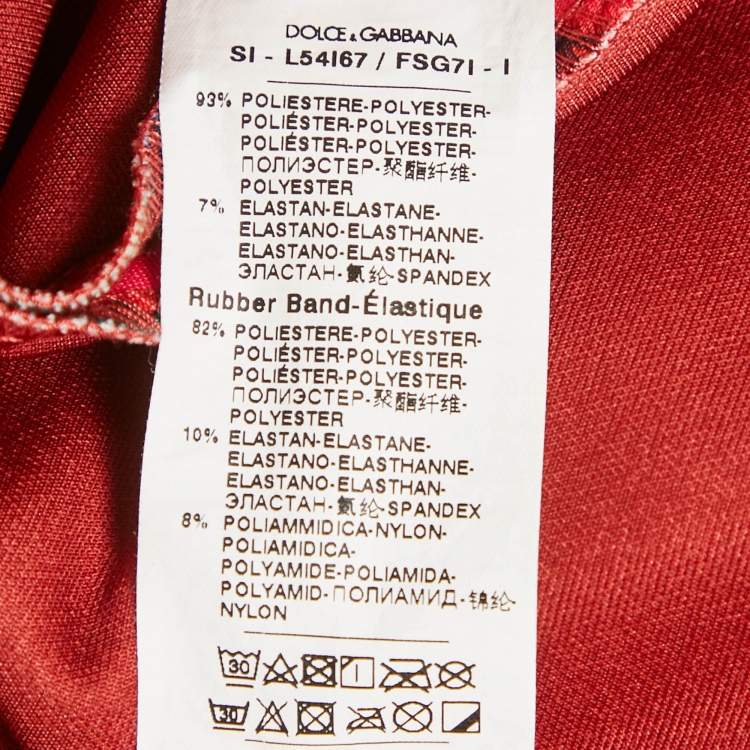 DOLCE & GABBANA
SI - L54I67 / FSG7I - I
93% POLIESTERE-POLYESTER-
POLIÉSTER-POLYESTER-
POLIÉSTER-POLYESTER-
ПОЛИЭСТЕР-聚酯纤维-
POLYESTER
7% ELASTAN-ELASTANE-
ELASTANO-ELASTHANNE-
ELASTANO-ELASTHAN-
ЭЛАСТАН-氨纶-SPANDEX
Rubber Band-Élastique
82% POLIESTERE-POLYESTER-
POLIÉSTER-POLYESTER-
POLIÉSTER-POLYESTER-
ПОЛИЭСТЕР-聚酯纤维-
POLYESTER
10% ELASTAN-ELASTANE-
ELASTANO-ELASTHANNE-
ELASTANO-ELASTHAN-
ЭЛАСТАН-氨纶-SPANDEX
8% POLIAMMIDICA-NYLON-
POLIAMIDICA-
POLYAMIDE-POLIAMIDA-
POLYAMID-ПОЛИАМИД-锦纶-
NYLON
30
30